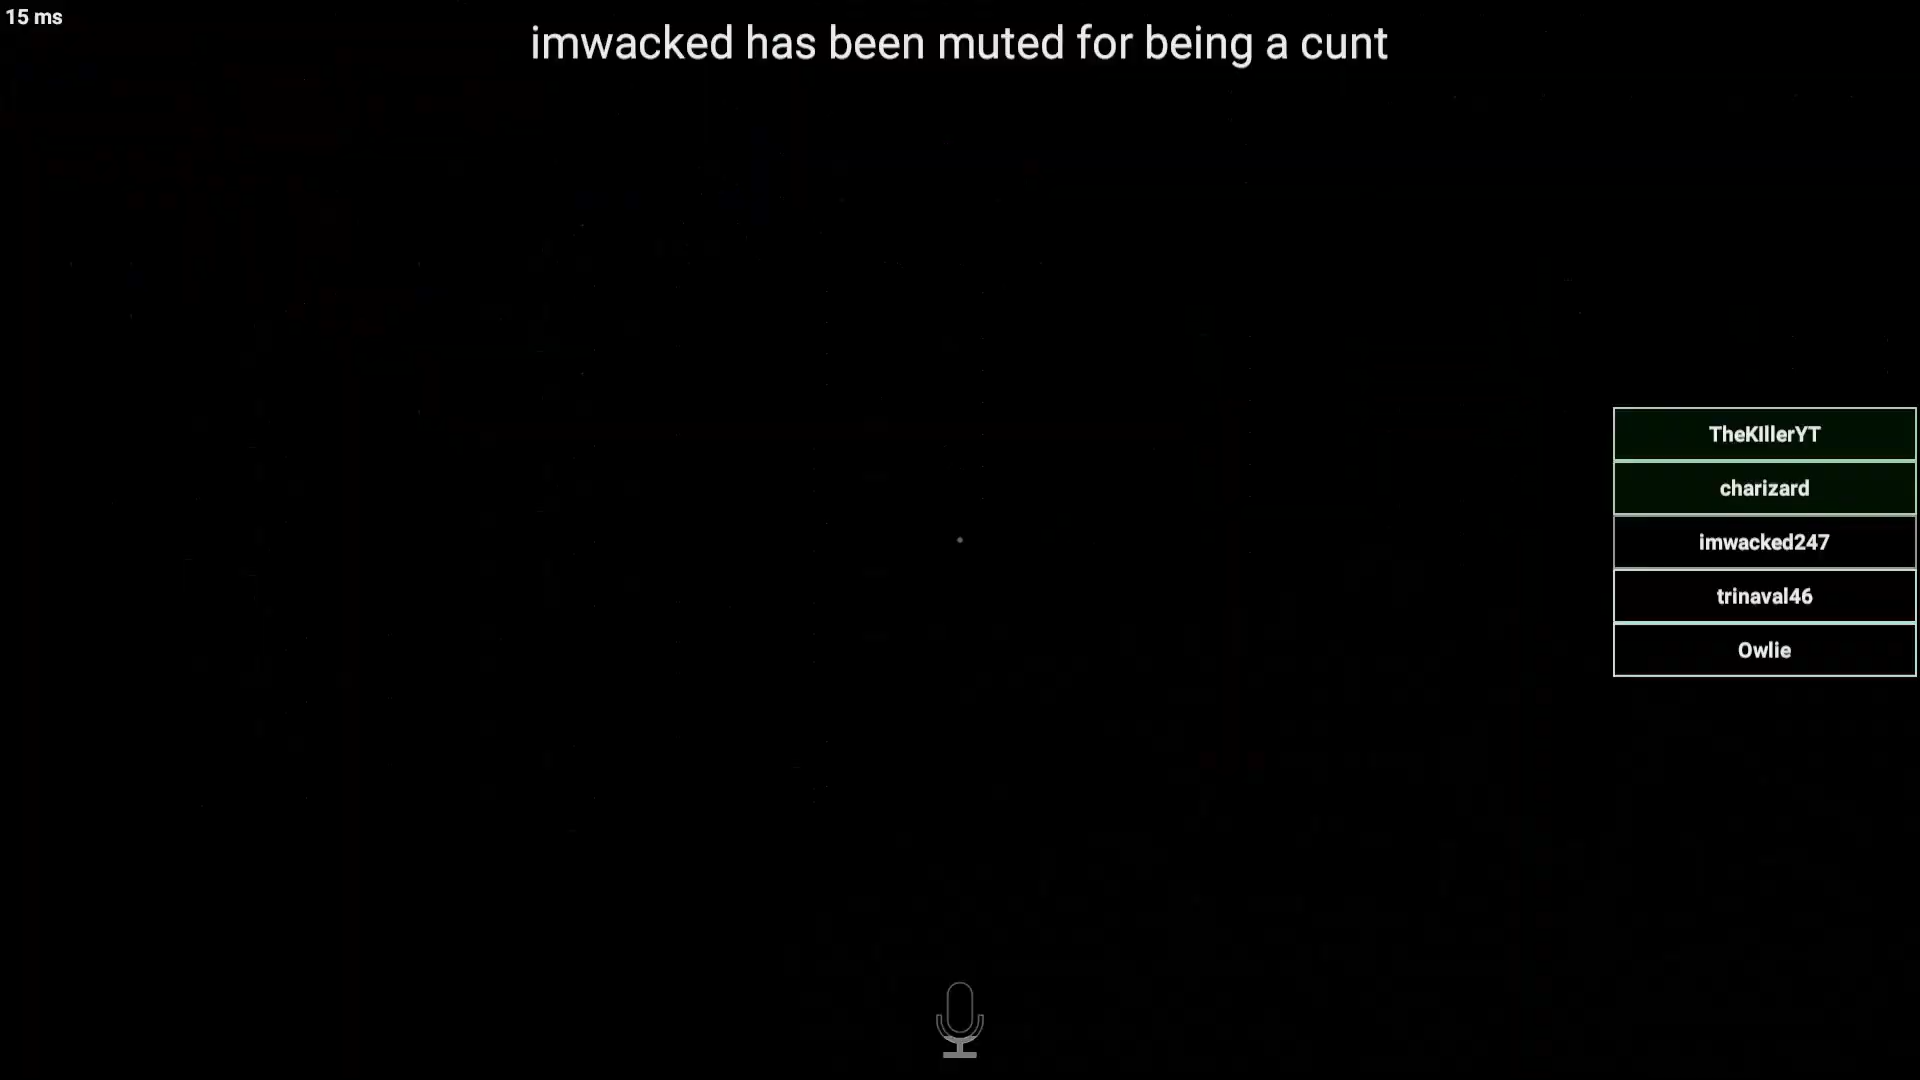 15 ms
imwacked has been muted for being a cunt
TheKIllerYT
charizard
imwacked247
trinaval46
Owlie